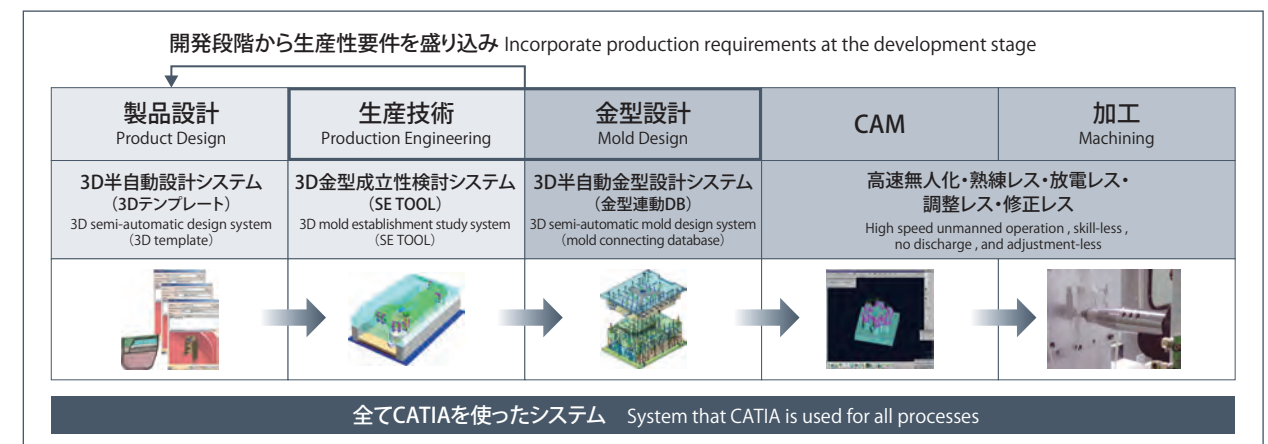 開発段階から生産性要件を盛り込み Incorporate production requirements at the development stage
製品設計
Product Design
生産技術
Production Engineering
金型設計
Mold Design
CAM
加工
Machining
3D半自動設計システム
（3Dテンプレート）
3D semi-automatic design system
（3D template）
3D金型成立性検討システム
（SE TOOL）
3D mold establishment study system
（SE TOOL）
3D半自動金型設計システム
（金型連動DB）
3D semi-automatic mold design system
（mold connecting database）
高速無人化・熟練レス・放電レス・
調整レス・修正レス
High speed unmanned operation , skill-less ,
no discharge , and adjustment-less
全てCATIAを使ったシステム System that CATIA is used for all processes